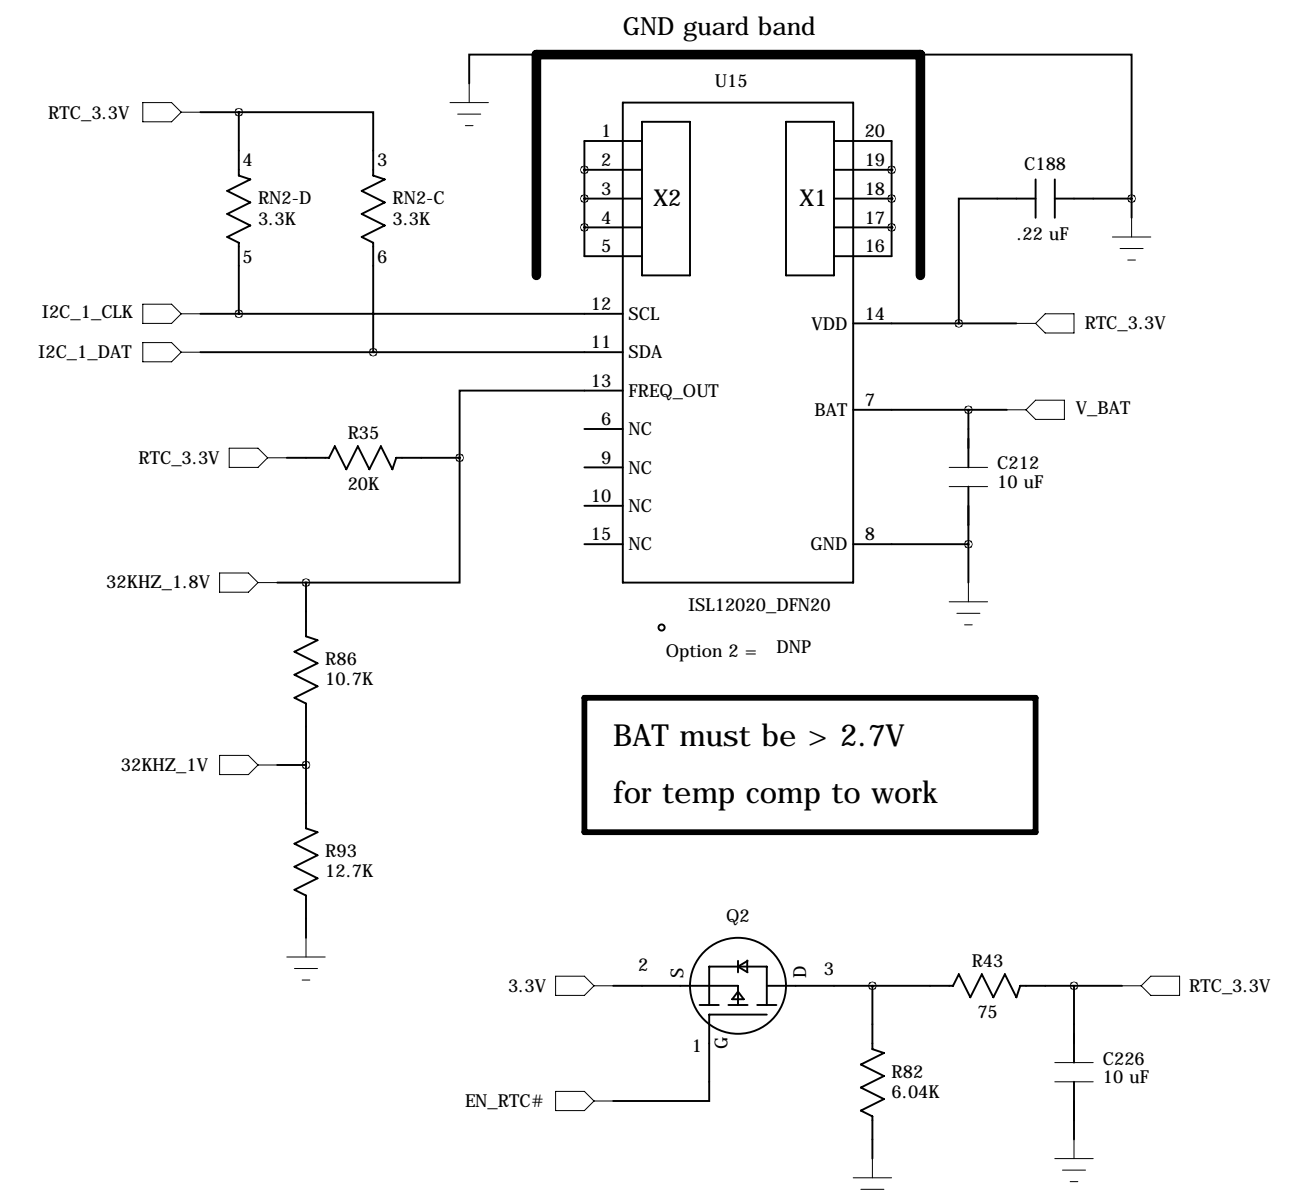 GND guard band
U15
RTC_3.3V
4
3
RN2-D
3.3K
RN2-C
3.3K
5
6
1
2
3
4
5
X2
X1
20
19
18
17
16
C188
.22 uF
I2C_1_CLK
12
SCL
VDD
14
RTC_3.3V
I2C_1_DAT
11
SDA
13
FREQ_OUT
BAT
7
V_BAT
6
NC
R35
RTC_3.3V
20K
9
NC
C212
10 uF
10
NC
15
NC
GND
8
32KHZ_1.8V
ISL12020_DFN20
Option 2 = DNP
R86
10.7K
BAT must be > 2.7V
for temp comp to work
32KHZ_1V
R93
12.7K
Q2
3.3V
2
S
D
3
R43
75
RTC_3.3V
1
G
EN_RTC#
R82
6.04K
C226
10 uF